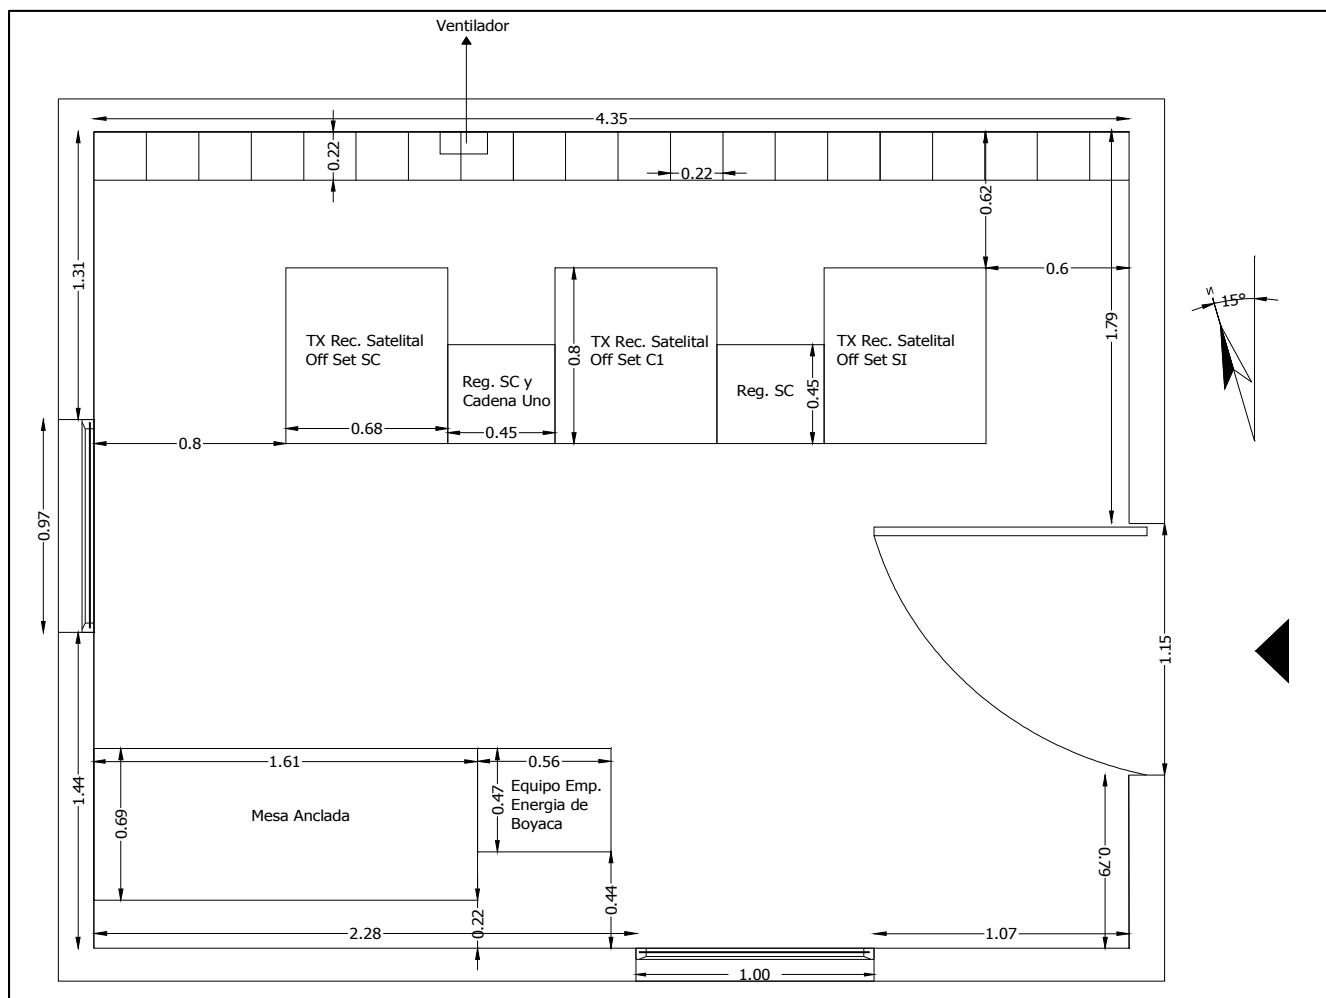 Ventilador
4.35
0.22
0.22
0.62
1.31
0.6
1.79
N
15°
TX Rec. Satelital
Off Set SC
TX Rec. Satelital
Off Set C1
TX Rec. Satelital
Off Set SI
0.8
Reg. SC y
Cadena Uno
Reg. SC
0.45
0.68
0.45
0.8
0.97
1.15
1.61
0.56
Equipo Emp.
Energia de
Boyaca
0.47
Mesa Anclada
0.69
1.44
0.79
0.44
0.22
2.28
1.07
1.00